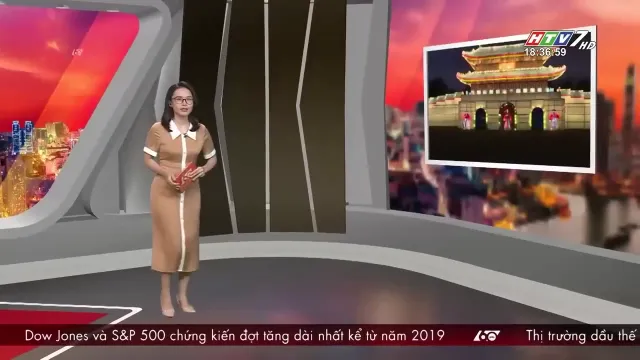 HTV7 HD
18:36:59
Dow Jones và S&P 500 chứng kiến đợt tăng dài nhất kể từ năm 2019 60 Thị trường dầu thế